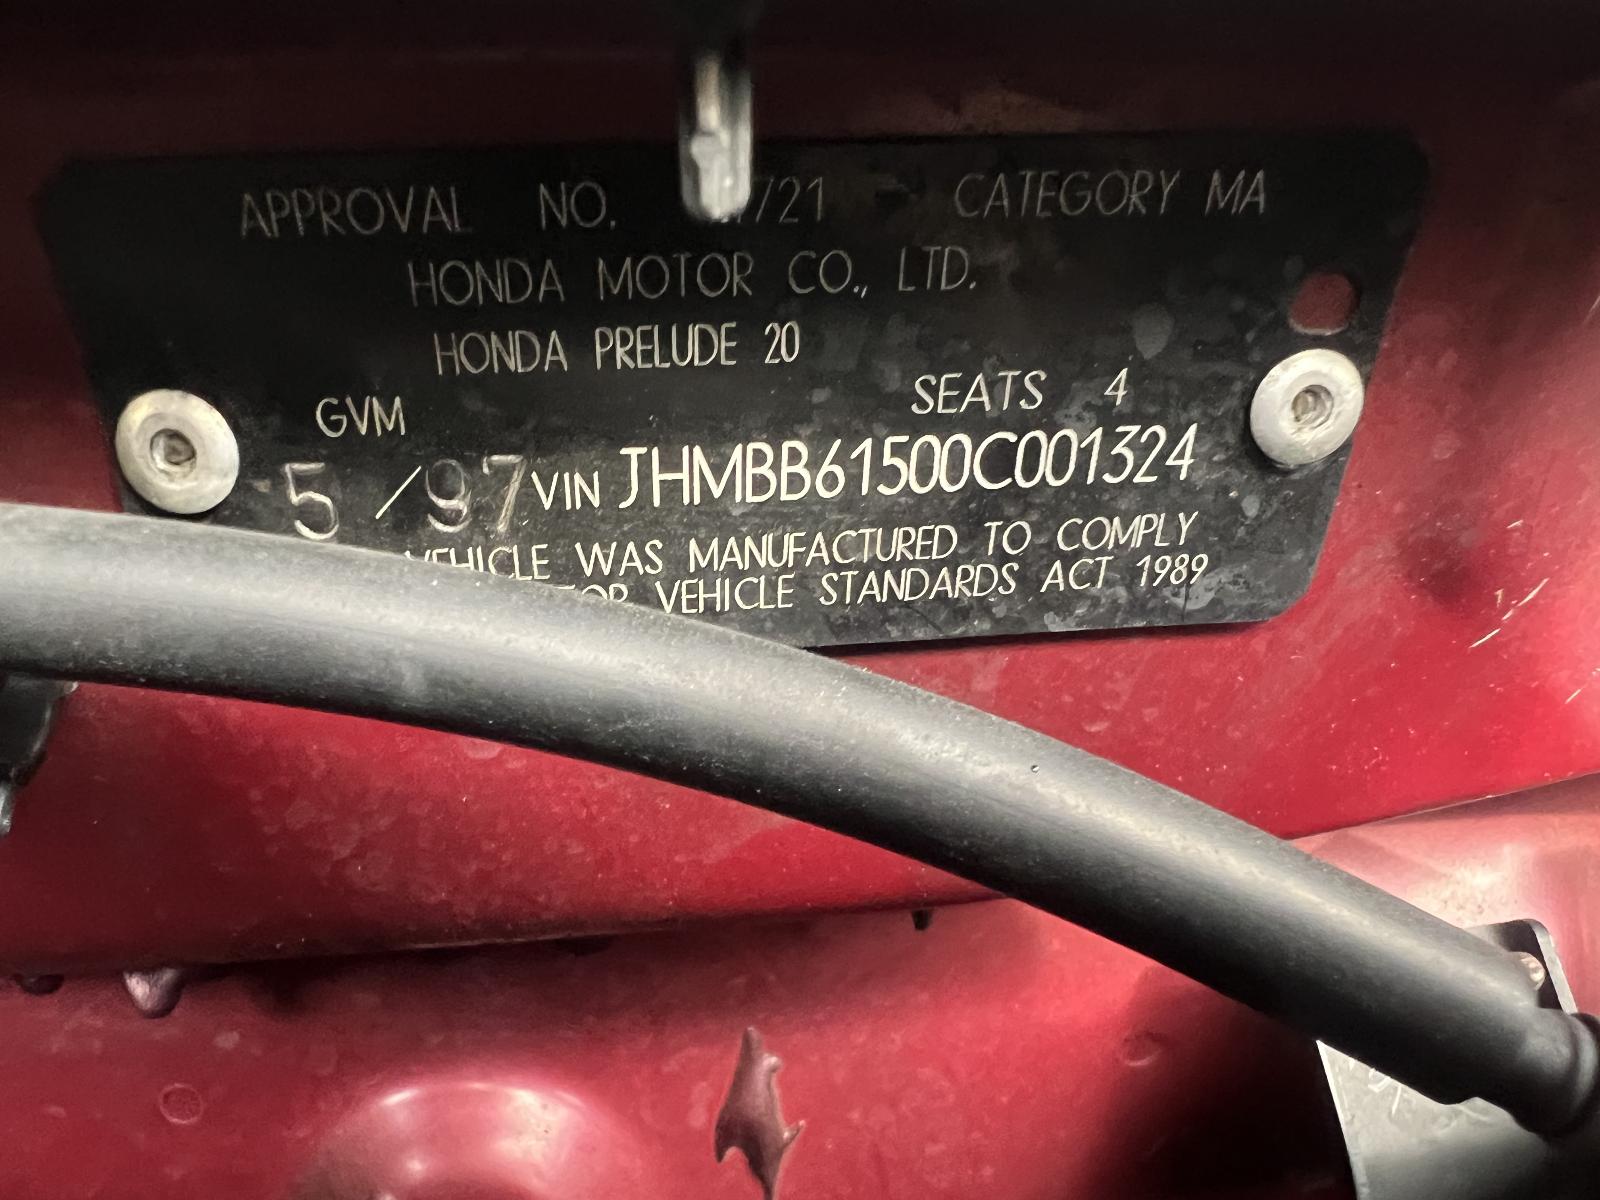 APPROVAL NO. /21 CATEGORY MA
HONDA MOTOR CO., LTD.
HONDA PRELUDE 20
GVM SEATS 4
5/97 VIN JHMBB61500C001324
VEHICLE WAS MANUFACTURED TO COMPLY
VEHICLE STANDARDS ACT 1989